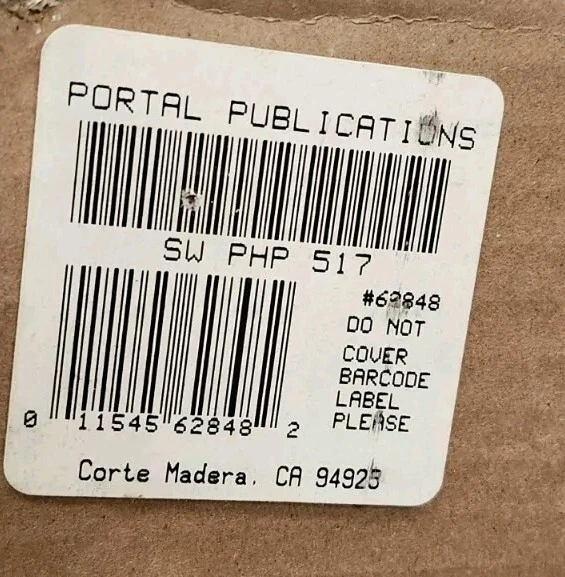 PORTAL PUBLICATIONS
SW PHP 517
#62848
DO NOT
COVER
BARCODE
LABEL
PLEASE
0 11545 62848 2
Corte Madera, CA 94925